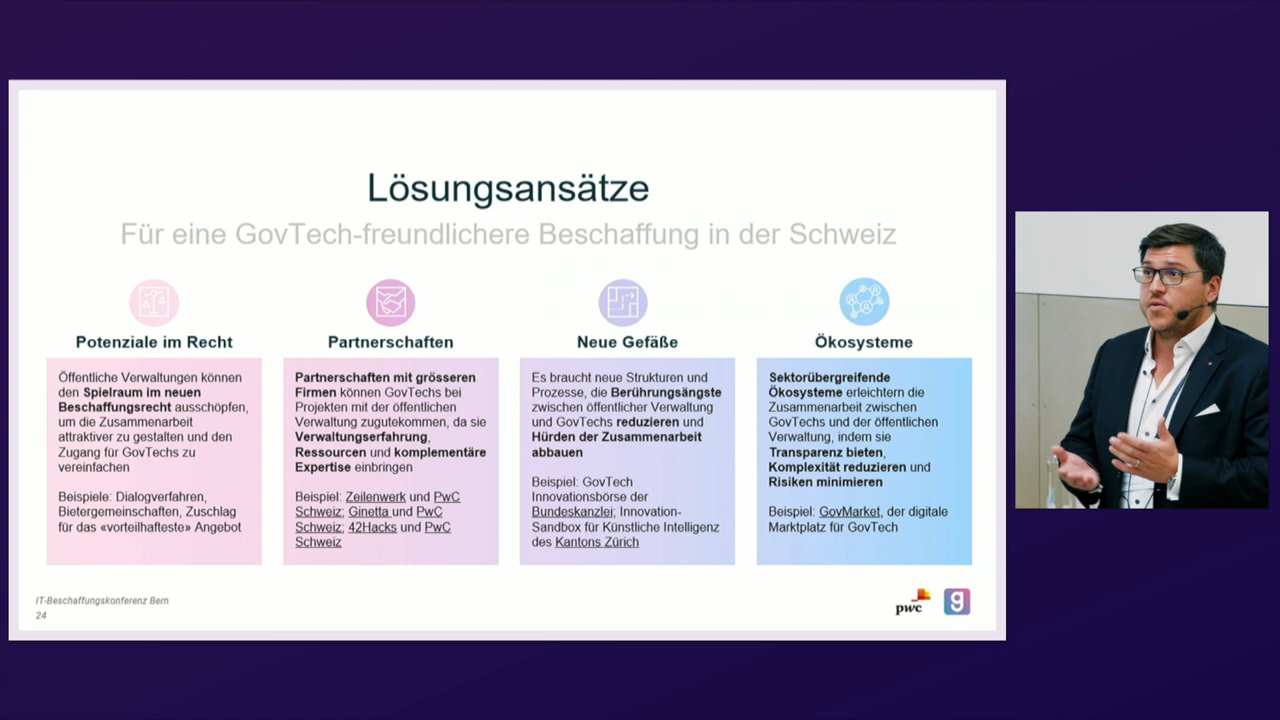 Lösungsansätze
Für eine GovTech-freundlichere Beschaffung in der Schweiz
Potenziale im Recht
Öffentliche Verwaltungen können
den Spielraum im neuen
Beschaffungsrecht ausschöpfen,
um die Zusammenarbeit
attraktiver zu gestalten und den
Zugang für GovTechs zu
vereinfachen
Beispiele: Dialogverfahren,
Bietergemeinschaften, Zuschlag
für das «vorteilhafteste» Angebot
Partnerschaften
Partnerschaften mit grösseren
Firmen können GovTechs bei
Projekten mit der öffentlichen
Verwaltung zugutekommen, da sie
Verwaltungserfahrung,
Ressourcen und komplementäre
Expertise einbringen
Beispiel: Zeilenwerk und PwC
Schweiz; Ginetta und PwC
Schweiz; 42Hacks und PwC
Schweiz
Neue Gefäße
Es braucht neue Strukturen und
Prozesse, die Berührungsängste
zwischen öffentlicher Verwaltung
und GovTechs reduzieren und
Hürden der Zusammenarbeit
abbauen
Beispiel: GovTech
Innovationsbörse der
Bundeskanzlei; Innovation-
Sandbox für Künstliche Intelligenz
des Kantons Zürich
Ökosysteme
Sektorübergreifende
Ökosysteme erleichtern die
Zusammenarbeit zwischen
GovTechs und der öffentlichen
Verwaltung, indem sie
Transparenz bieten,
Komplexität reduzieren und
Risiken minimieren
Beispiel: GovMarket, der digitale
Marktplatz für GovTech
IT-Beschaffungskonferenz Bern
24
pwc
g